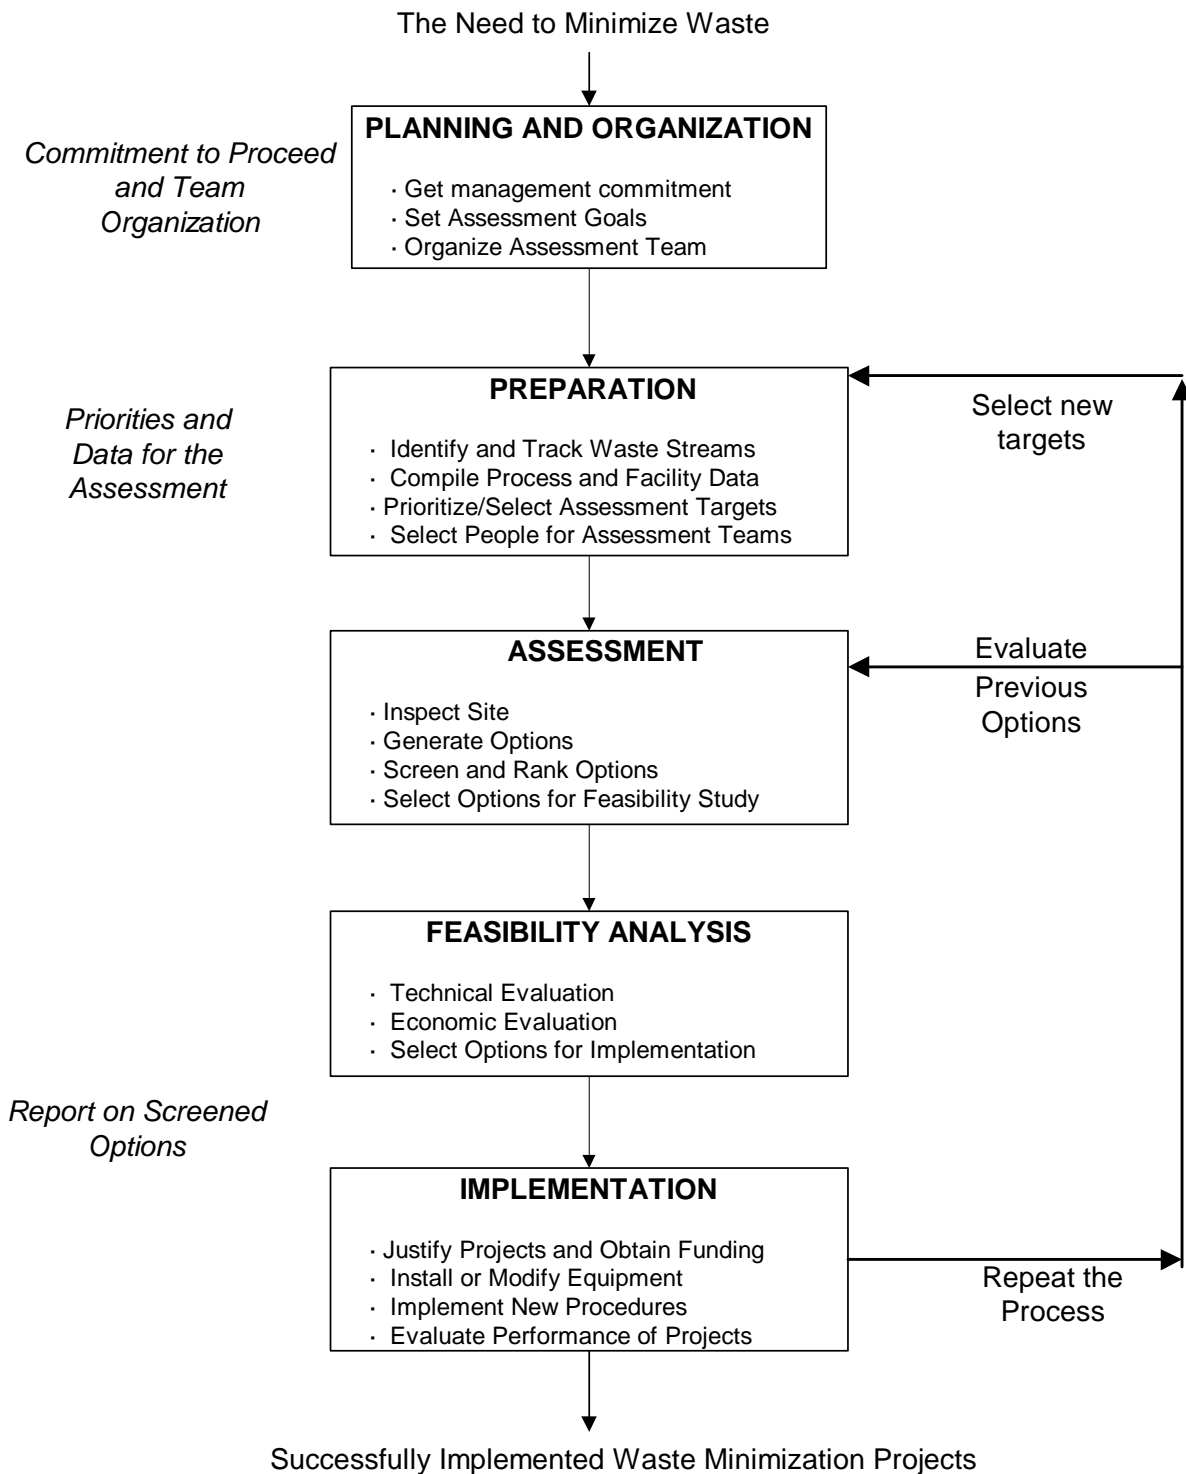 The Need to Minimize Waste
PLANNING AND ORGANIZATION
· Get management commitment
· Set Assessment Goals
· Organize Assessment Team
Commitment to Proceed
and Team
Organization
PREPARATION
· Identify and Track Waste Streams
· Compile Process and Facility Data
· Prioritize/Select Assessment Targets
· Select People for Assessment Teams
Priorities and
Data for the
Assessment
Select new
targets
ASSESSMENT
· Inspect Site
· Generate Options
· Screen and Rank Options
· Select Options for Feasibility Study
Evaluate
Previous
Options
FEASIBILITY ANALYSIS
· Technical Evaluation
· Economic Evaluation
· Select Options for Implementation
Report on Screened
Options
IMPLEMENTATION
· Justify Projects and Obtain Funding
· Install or Modify Equipment
· Implement New Procedures
· Evaluate Performance of Projects
Repeat the
Process
Successfully Implemented Waste Minimization Projects